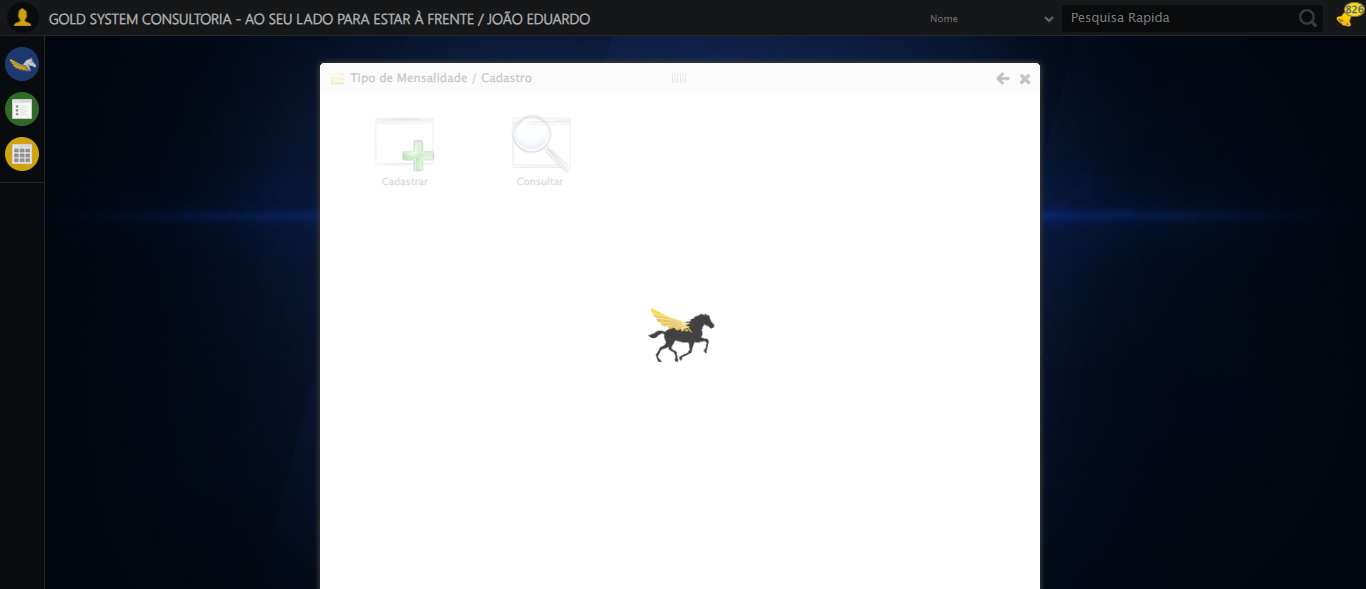 GOLD SYSTEM CONSULTORIA - AO SEU LADO PARA ESTAR À FRENTE / JOÃO EDUARDO
Nome
Pesquisa Rapida
826
Tipo de Mensalidade / Cadastro
Cadastrar
Consultar